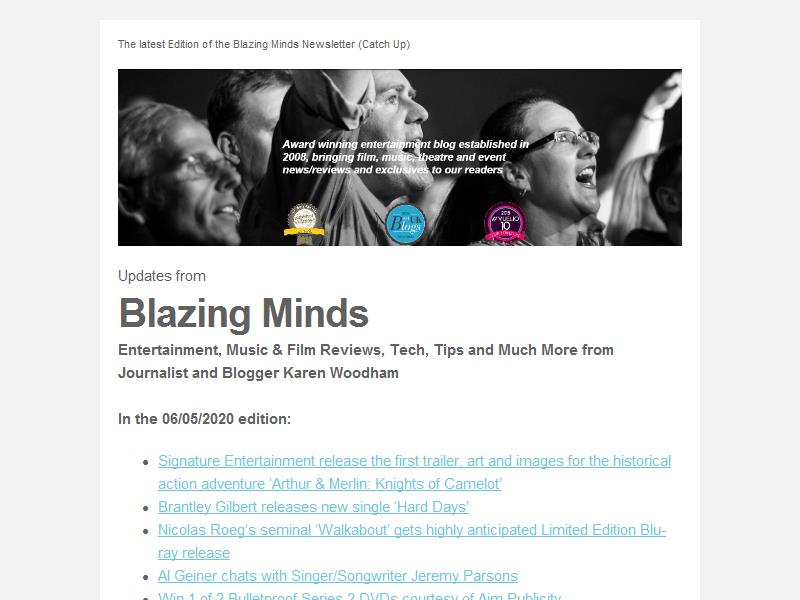 The latest Edition of the Blazing Minds Newsletter (Catch Up)
Award winning entertainment blog established in
2008, bringing film, music, theatre and event
news/reviews and exclusives to our readers
Blogs
VUELIO
10
Updates from
Blazing Minds
Entertainment, Music & Film Reviews, Tech, Tips and Much More from
Journalist and Blogger Karen Woodham
In the 06/05/2020 edition:
Signature Entertainment release the first trailer, art and images for the historical
action adventure ‘Arthur & Merlin: Knights of Camelot’
Brantley Gilbert releases new single ‘Hard Days’
Nicolas Roeg’s seminal ‘Walkabout’ gets highly anticipated Limited Edition Blu-
ray release
Al Geiner chats with Singer/Songwriter Jeremy Parsons
Win 1 of 2 Bulletproof Series 2 DVDs courtesy of Aim Publicity